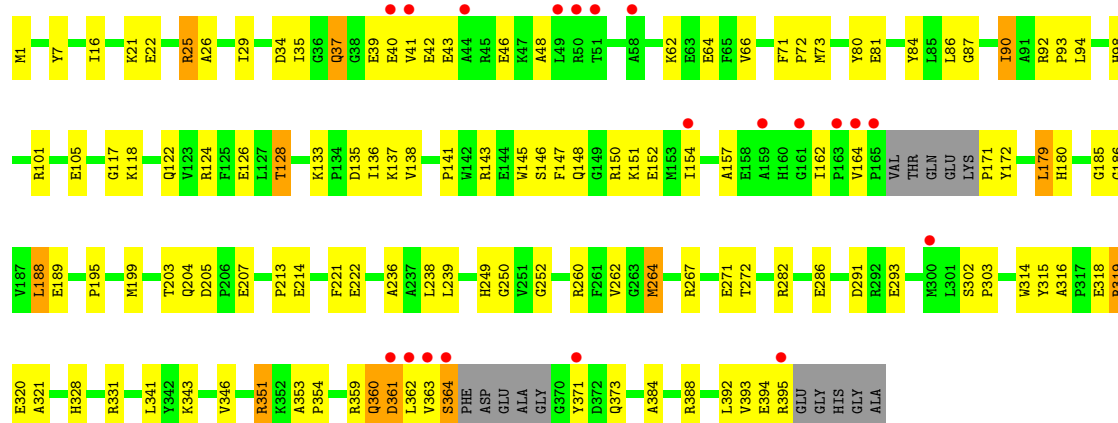 M1 Y7 I16 K21 E22 R25 A26 I29 D34 I35 G36 Q37 G38 E39 E40 V41 E42 E43 A44 R45 E46 K47 A48 L49 R50 T51 A58 K62 E63 E64 F65 V66 F71 P72 M73 Y80 E81 Y84 L85 L86 G87 I90 A91 R92 P93 L94
R101 E105 G117 K118 Q122 V123 R124 F125 E126 L127 T128 K133 P134 D135 I136 K137 V138 P141 W142 R143 E144 W145 S146 F147 Q148 G149 R150 K151 E152 M153 I154 A157 E158 A159 H160 G161 I162 P163 V164 P165 VAL THR GLN GLU LYS P171 Y172 L179 H180 G185
V187 L188 E189 P195 M199 T203 Q204 D205 P206 E207 P213 E214 F221 E222 A236 A237 L238 L239 H249 G250 V251 G252 R260 F261 V262 G263 M264 R267 E271 T272 R282 E286 D291 R292 E293 M300 L301 S302 P303 W314 Y315 A316 P317 E318
E320 A321 H328 R331 L341 Y342 K343 V346 R351 K352 A353 P354 R359 Q360 D361 L362 V363 S364 PHE ASP GLU ALA GLY G370 Y371 D372 Q373 A384 R388 L392 V393 E394 R395 GLU GLY HIS GLY ALA